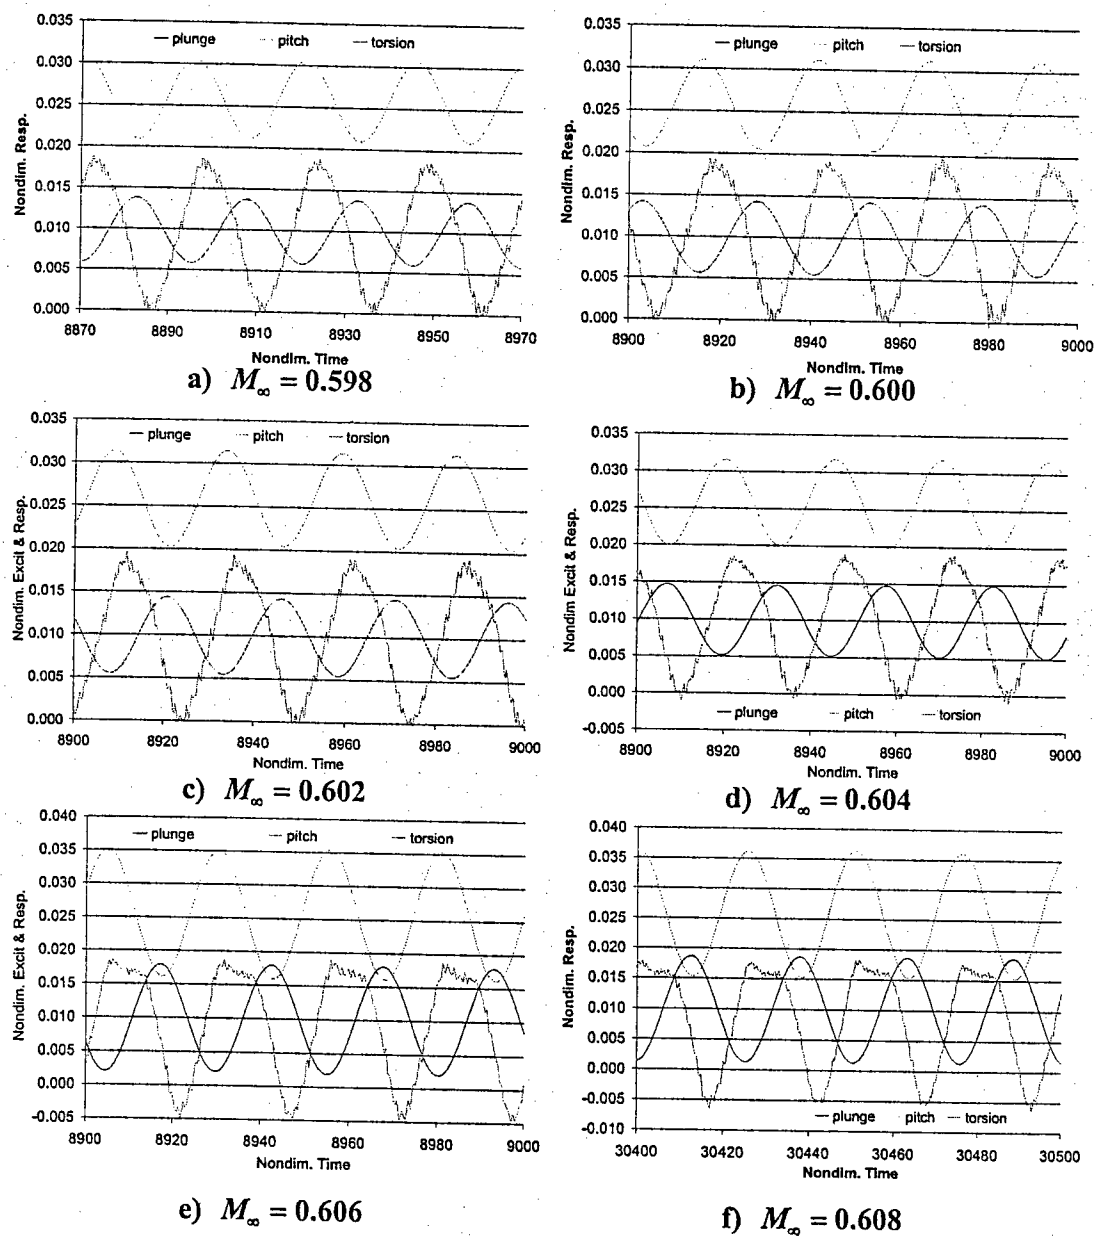 0.035
0.030
0.025
0.020
0.015
0.010
0.005
0.000
Nondim. Resp.
plunge pitch torsion
8870 8890 8910 8930 8950 8970
Nondim. Time
a) M∞ = 0.598
0.035
0.030
0.025
0.020
0.015
0.010
0.005
0.000
Nondim. Resp.
plunge pitch torsion
8900 8920 8940 8960 8980 9000
Nondim. Time
b) M∞ = 0.600
0.035
0.030
0.025
0.020
0.015
0.010
0.005
0.000
Nondim Excit & Resp.
plunge pitch torsion
8900 8920 8940 8960 8980 9000
Nondim. Time
c) M∞ = 0.602
0.035
0.030
0.025
0.020
0.015
0.010
0.005
0.000
-0.005
Nondim Excit & Resp.
plunge pitch torsion
8900 8920 8940 8960 8980 9000
Nondim. Time
d) M∞ = 0.604
0.040
0.035
0.030
0.025
0.020
0.015
0.010
0.005
0.000
-0.005
Nondim. Excit & Resp.
plunge pitch torsion
8900 8920 8940 8960 8980 9000
Nondim. Time
e) M∞ = 0.606
0.040
0.035
0.030
0.025
0.020
0.015
0.010
0.005
0.000
-0.005
-0.010
Nondim. Resp.
plunge pitch torsion
30400 30420 30440 30460 30480 30500
Nondim. Time
f) M∞ = 0.608